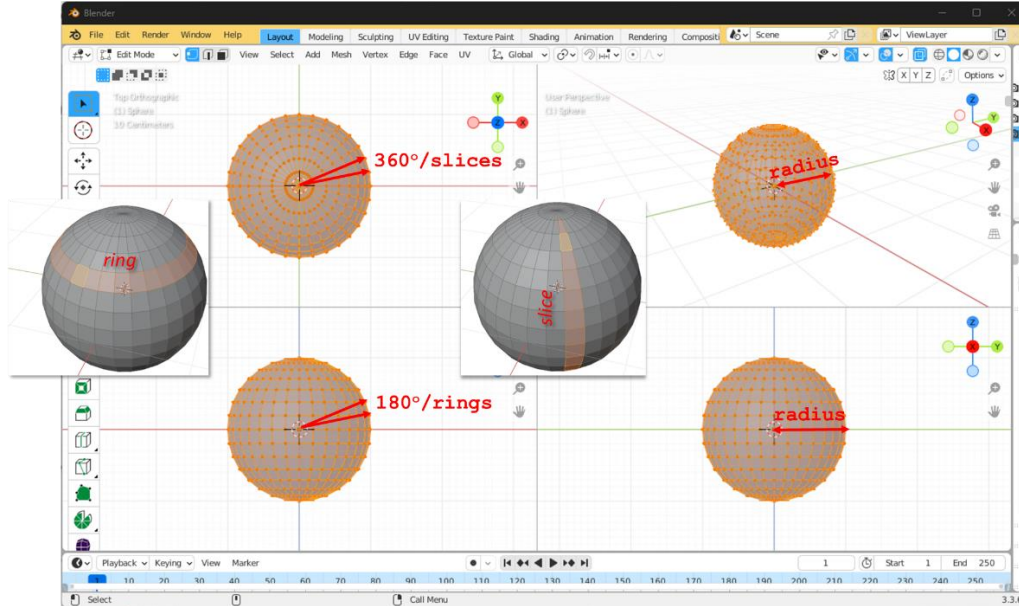 Blender
File Edit Render Window Help Layout Modeling Sculpting UV Editing Texture Paint Shading Animation Rendering Compositi Scene ViewLayer
Edit Mode View Select Add Mesh Vertex Edge Face UV Global
X Y Z Options
Top Orthographic
(1) Sphere
10 Centimeters
Y
Z
X
360°/slices
User Perspective
(1) Sphere
Z
Y
X
radius
ring
slice
180°/rings
Z
X
Y
radius
Playback Keying View Marker 1 Start 1 End 250
1 10 20 30 40 50 60 70 80 90 100 110 120 130 140 150 160 170 180 190 200 210 220 230 240 250
Select Call Menu